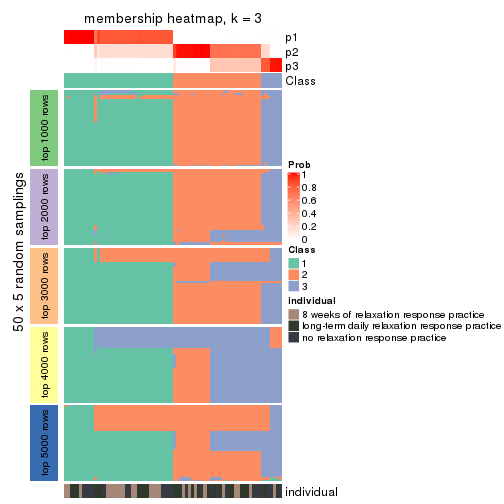 membership heatmap, k = 3
p1
p2
p3
Class
50 x 5 random samplings
top 1000 rows
top 2000 rows
top 3000 rows
top 4000 rows
top 5000 rows
Prob
1
0.8
0.6
0.4
0.2
0
Class
1
2
3
individual
8 weeks of relaxation response practice
long-term daily relaxation response practice
no relaxation response practice
individual